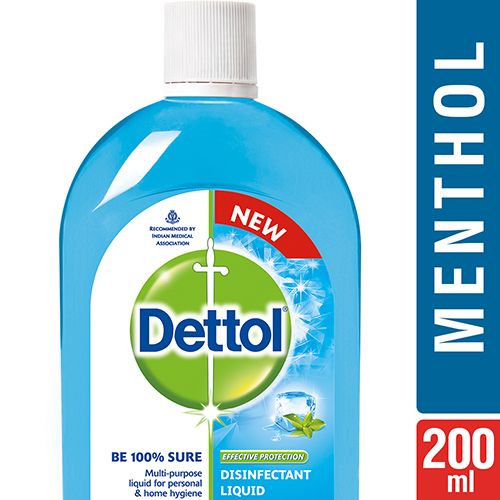 RECOMMENDED BY
INDIAN MEDICAL
ASSOCIATION
NEW
Dettol
BE 100% SURE
Multi-purpose
liquid for personal
& home hygiene
EFFECTIVE PROTECTION
DISINFECTANT
LIQUID
MENTHOL
200
ml